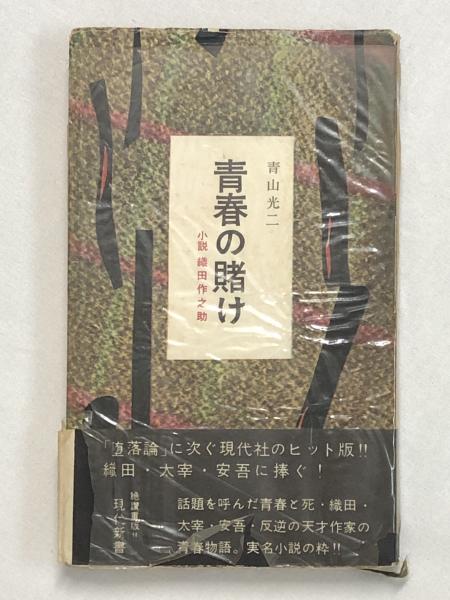 青山光二
青春の賭け
小説 織田作之助
「堕落論」に次ぐ現代社のヒット版!!
織田・太宰・安吾に捧ぐ!
話題を呼んだ青春と死・織田・
太宰・安吾・反逆の天才作家の
青春物語。実名小説の粋!!
絶讃重版!!
現代新書